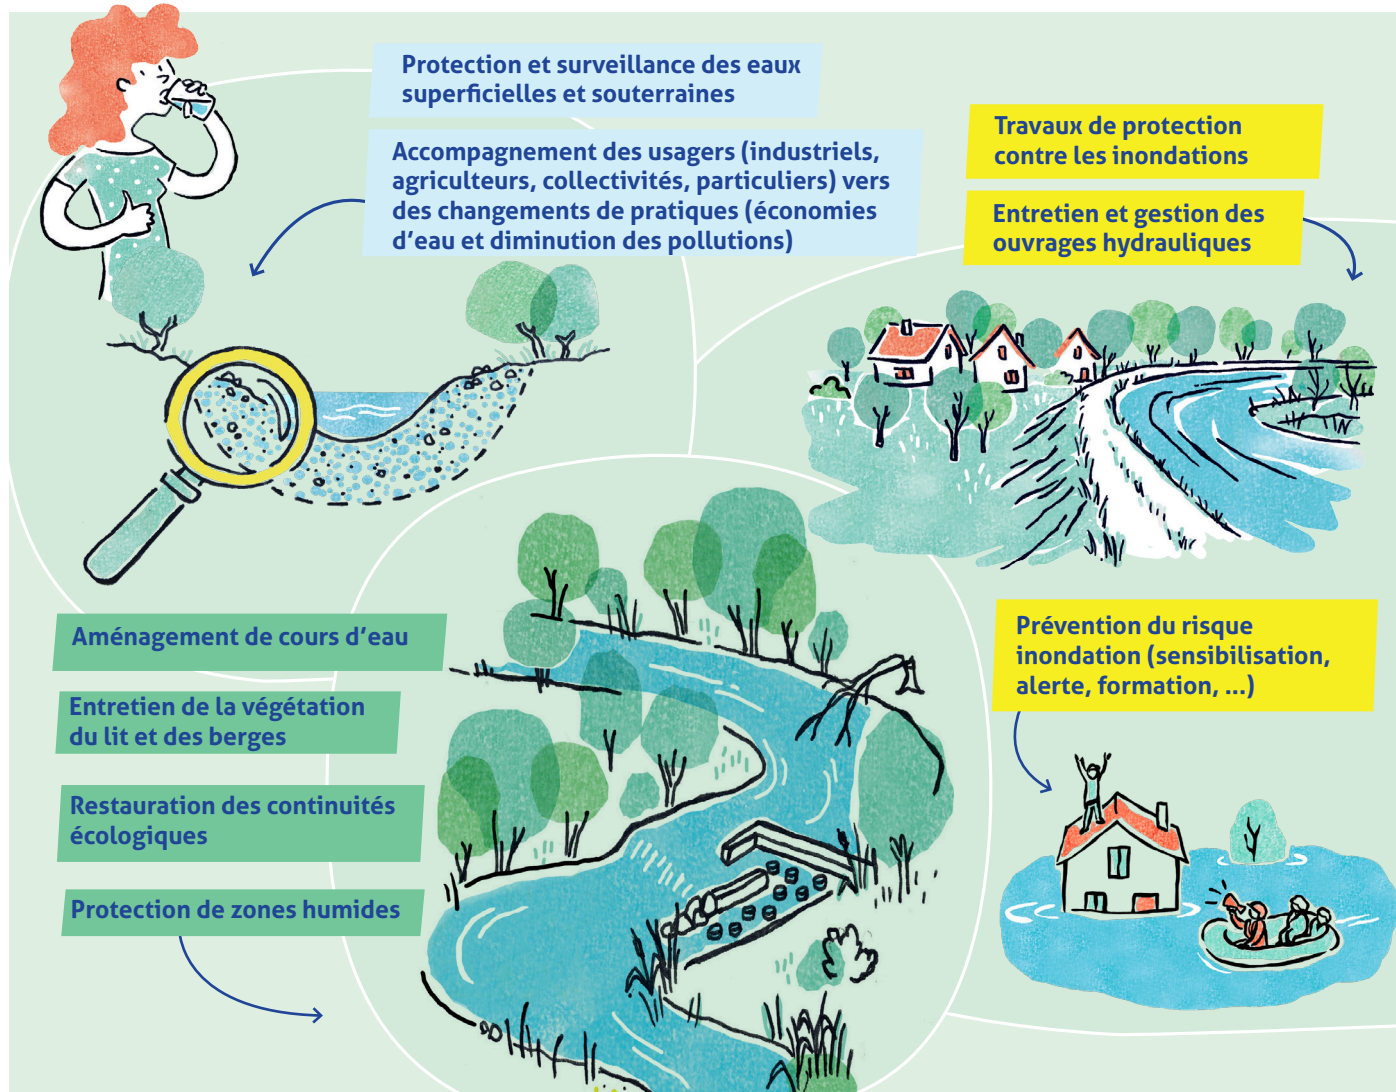 Protection et surveillance des eaux
superficielles et souterraines
Accompagnement des usagers (industriels,
agriculteurs, collectivités, particuliers) vers
des changements de pratiques (économies
d'eau et diminution des pollutions)
Travaux de protection
contre les inondations
Entretien et gestion des
ouvrages hydrauliques
Aménagement de cours d'eau
Entretien de la végétation
du lit et des berges
Restauration des continuités
écologiques
Protection de zones humides
Prévention du risque
inondation (sensibilisation,
alerte, formation, ...)